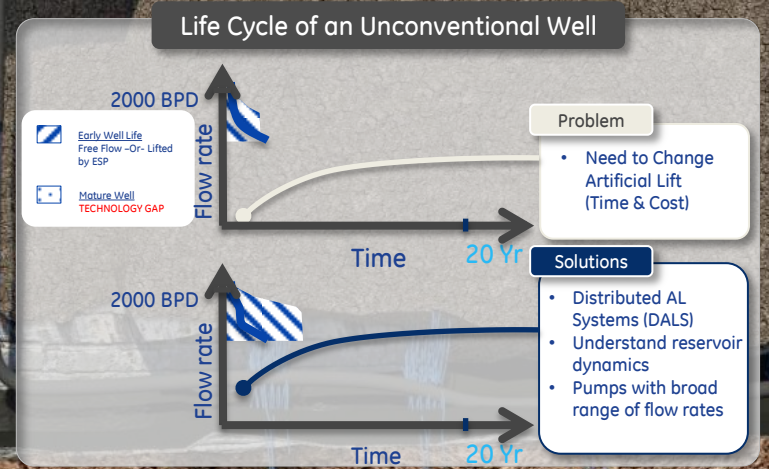 Life Cycle of an Unconventional Well
2000 BPD
Flow rate
Early Well Life
Free Flow –Or- Lifted
by ESP
Mature Well
TECHNOLOGY GAP
Time
20 Yr
Problem
• Need to Change
Artificial Lift
(Time & Cost)
2000 BPD
Flow rate
Time
20 Yr
Solutions
• Distributed AL
Systems (DALS)
• Understand reservoir
dynamics
• Pumps with broad
range of flow rates